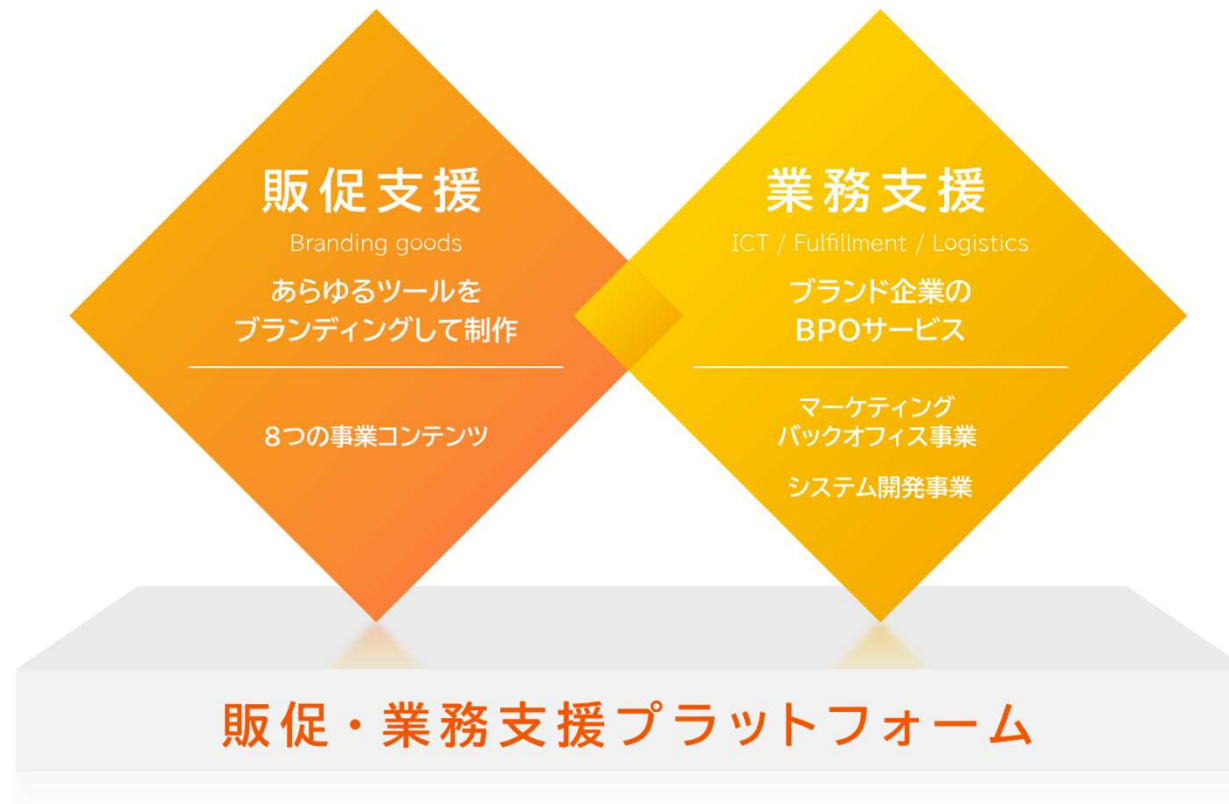 販促支援
Branding goods
あらゆるツールを
ブランディングして制作
8つの事業コンテンツ
業務支援
ICT / Fulfillment / Logistics
ブランド企業の
BPOサービス
マーケティング
バックオフィス事業
システム開発事業
販促・業務支援プラットフォーム